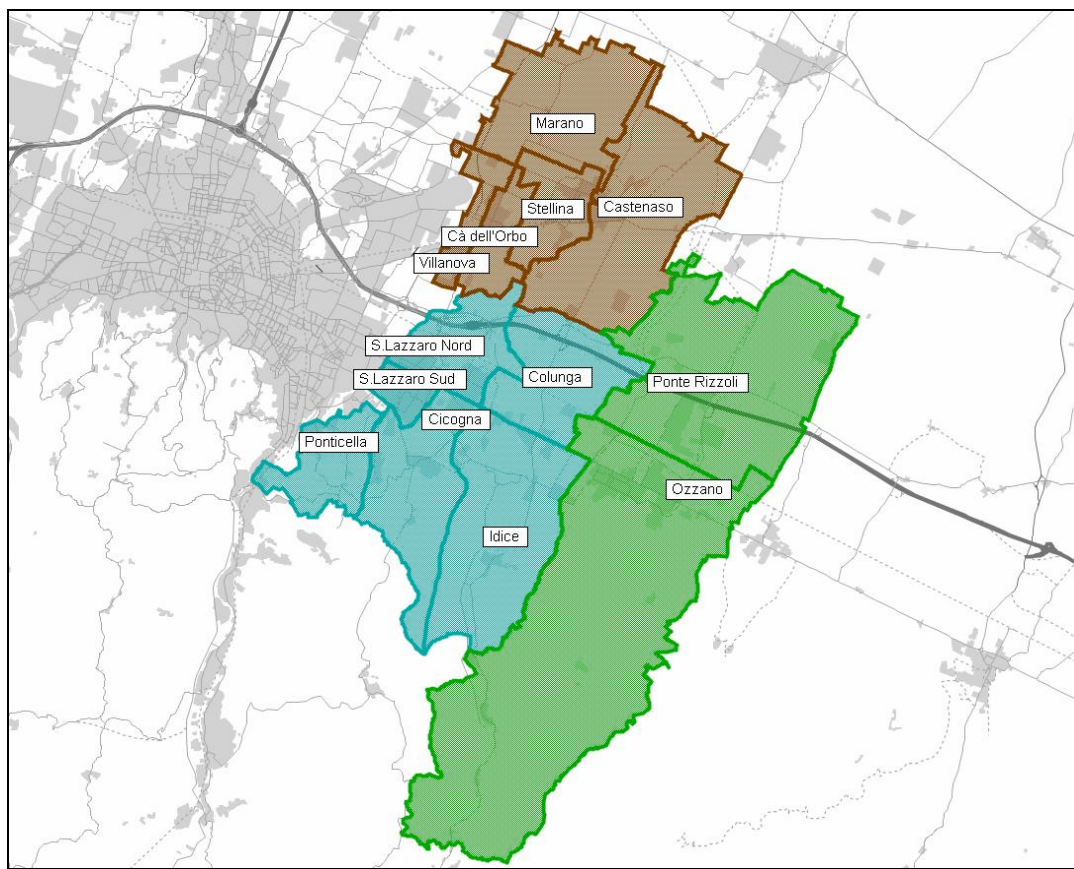 Marano
Stellina
Castenaso
Cà dell'Orbo
Villanova
S.Lazzaro Nord
S.Lazzaro Sud
Colunga
Ponte Rizzoli
Cicogna
Ponticella
Ozzano
Idice